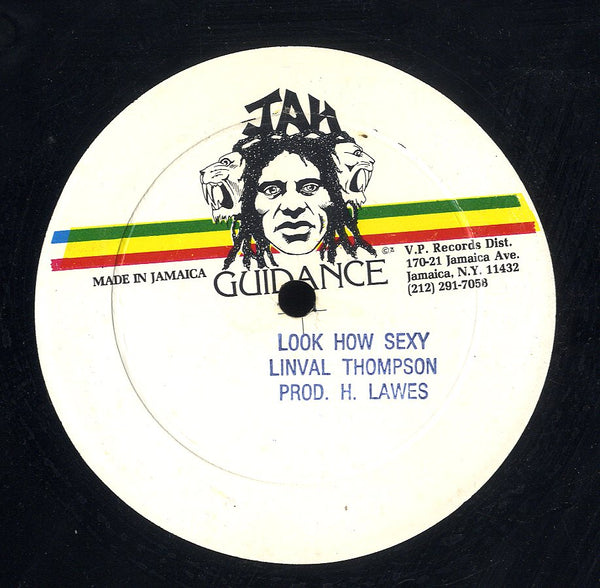 JAH
GUIDANCE
MADE IN JAMAICA
V.P. Records Dist.
170-21 Jamaica Ave.
Jamaica, N.Y. 11432
(212) 291-7058
LOOK HOW SEXY
LINVAL THOMPSON
PROD. H. LAWES